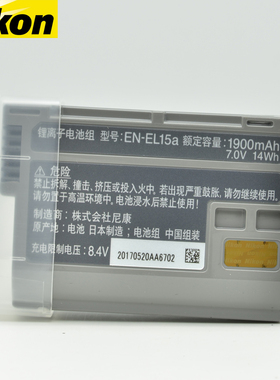 kon
锂离子电池组 型号: EN-EL15a 额定容量: 1900mAh
7.0V 14Wh
⚠ 危险
禁止拆解、撞击、挤压或投入火中。若出现严重鼓胀，请勿继续使用。
请勿置于高温环境中，电池浸水后禁止使用。
制造商：株式会社尼康
原产地：电池 日本制造；电池组 中国组装
充电限制电压：8.4V
20170520AA6702